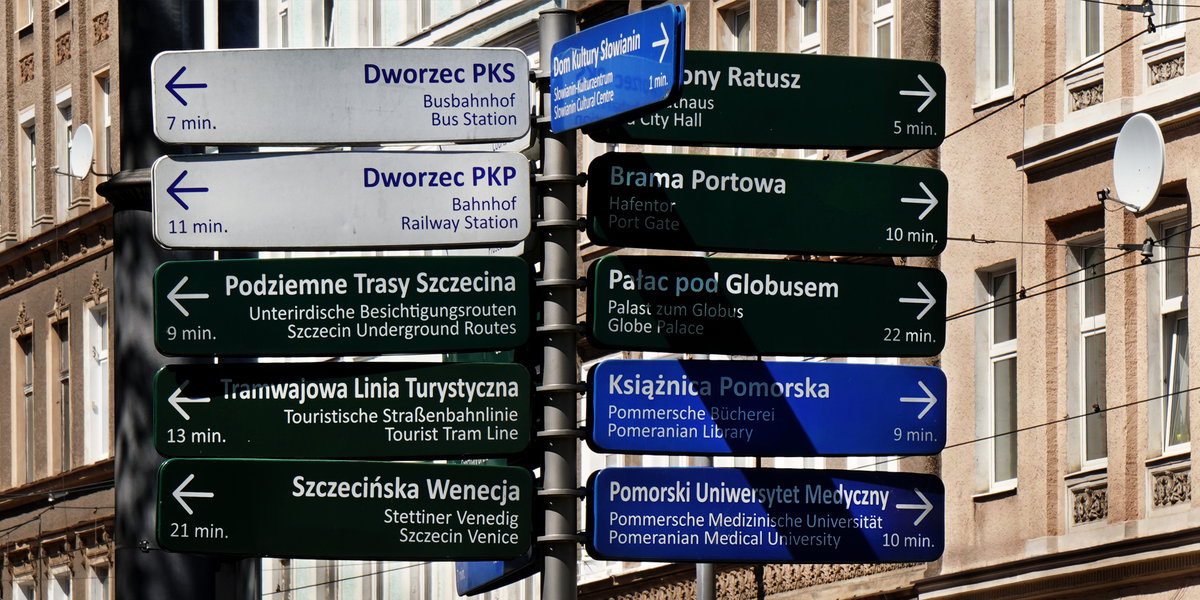 Dworzec PKS
Busbahnhof
Bus Station
7 min.
Dworzec PKP
Bahnhof
Railway Station
11 min.
Podziemne Trasy Szczecina
Unterirdische Besichtigungsrouten
Szczecin Underground Routes
9 min.
Tramwajowa Linia Turystyczna
Touristische Straßenbahnlinie
Tourist Tram Line
13 min.
Szczecińska Wenecja
Stettiner Venedig
Szczecin Venice
21 min.
Dom Kultury Słowianin
Slowianin-Kulturzentrum
Slowianin Cultural Centre
1 min.
ony Ratusz
thaus
City Hall
5 min.
Brama Portowa
Hafentor
Port Gate
10 min.
Pałac pod Globusem
Palast zum Globus
Globe Palace
22 min.
Książnica Pomorska
Pommersche Bücherei
Pomeranian Library
9 min.
Pomorski Uniwersytet Medyczny
Pommersche Medizinische Universität
Pomeranian Medical University
10 min.